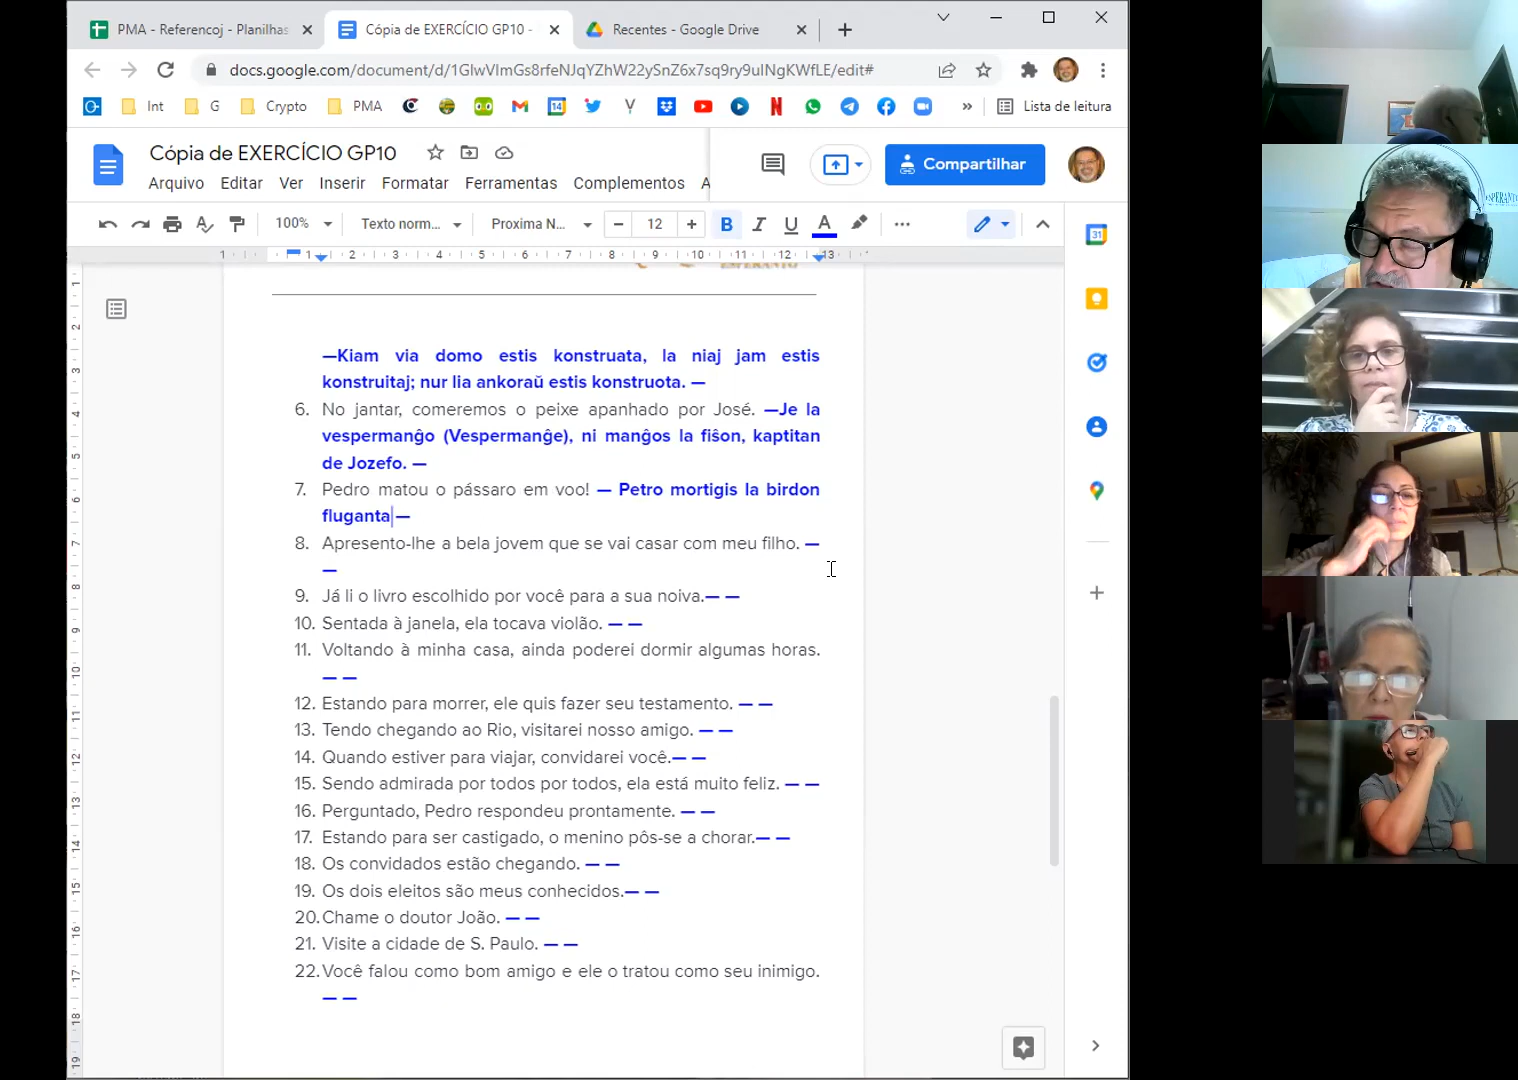 PMA - Referencoj - Planilhas
Cópia de EXERCÍCIO GP10 -
Recentes - Google Drive
docs.google.com/document/d/1GIwVImGs8rfeNJqYZhW22ySnZ6x7sq9ry9uINgKWfLE/edit#
Int
G
Crypto
PMA
Lista de leitura
Cópia de EXERCÍCIO GP10
Compartilhar
Arquivo Editar Ver Inserir Formatar Ferramentas Complementos A
100% Texto norm... Proxima N... 12 B I U A
ESPERANTO
—Kiam via domo estis konstruata, la niaj jam estis
konstruitaj; nur lia ankoraŭ estis konstruota. —
6. No jantar, comeremos o peixe apanhado por José. —Je la
vespermanĝo (Vespermanĝe), ni manĝos la fiŝon, kaptitan
de Jozefo. —
7. Pedro matou o pássaro em voo! — Petro mortigis la birdon
fluganta —
8. Apresento-lhe a bela jovem que se vai casar com meu filho. —
—
9. Já li o livro escolhido por você para a sua noiva.— —
10. Sentada à janela, ela tocava violão. — —
11. Voltando à minha casa, ainda poderei dormir algumas horas.
— —
12. Estando para morrer, ele quis fazer seu testamento. — —
13. Tendo chegando ao Rio, visitarei nosso amigo. — —
14. Quando estiver para viajar, convidarei você.— —
15. Sendo admirada por todos por todos, ela está muito feliz. — —
16. Perguntado, Pedro respondeu prontamente. — —
17. Estando para ser castigado, o menino pôs-se a chorar.— —
18. Os convidados estão chegando. — —
19. Os dois eleitos são meus conhecidos.— —
20. Chame o doutor João. — —
21. Visite a cidade de S. Paulo. — —
22. Você falou como bom amigo e ele o tratou como seu inimigo.
— —